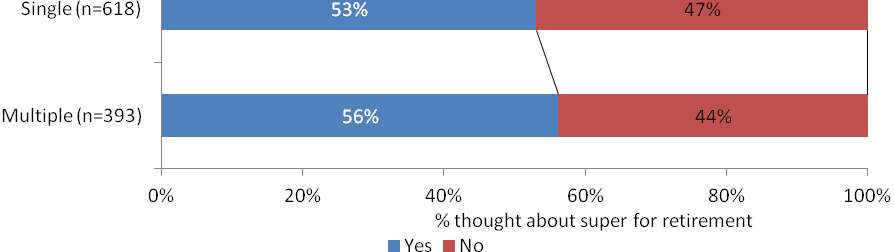 Single (n=618) 53% 47%
Multiple (n=393) 56% 44%
0% 20% 40% 60% 80% 100%
% thought about super for retirement
Yes No